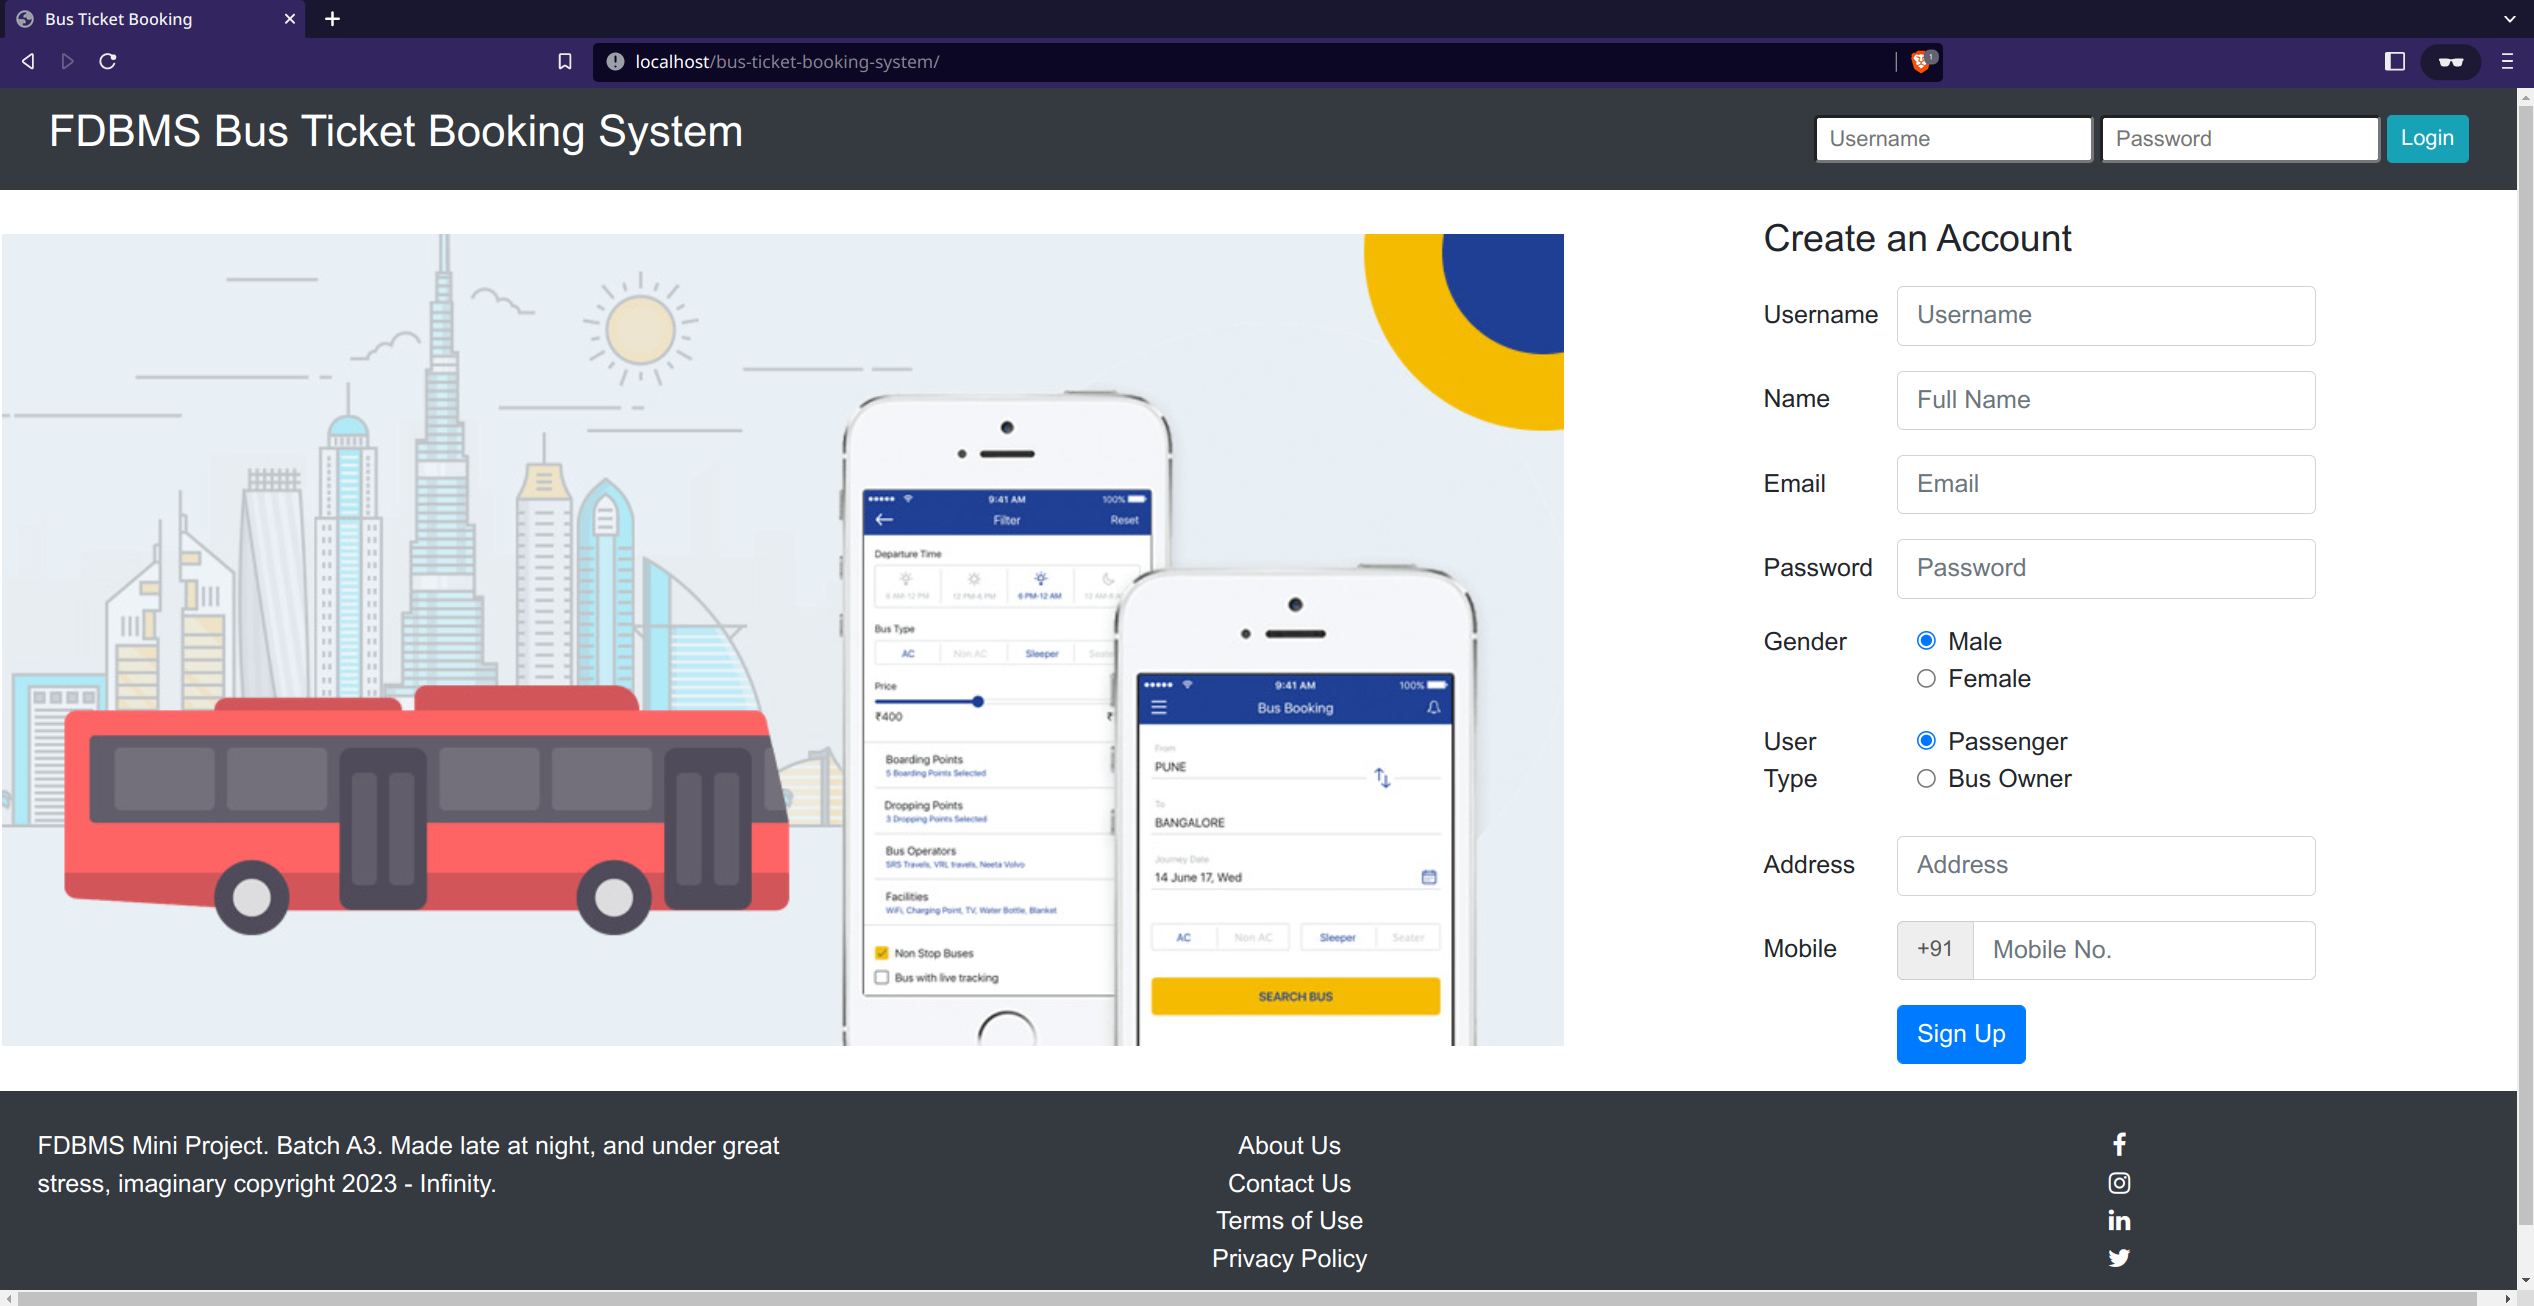 Bus Ticket Booking
localhost/bus-ticket-booking-system/
1
FDBMS Bus Ticket Booking System
Username
Password
Login
9:41 AM
100%
Filter
Reset
Departure Time
6 AM-12 PM
12 PM-6 PM
6 PM-12 AM
Bus Type
AC
Non AC
Sleeper
Price
₹400
Boarding Points
5 Boarding Points Selected
Dropping Points
3 Dropping Points Selected
Bus Operators
SRS Travels, VRL travels, Neeta Volvo
Facilities
WiFi, Charging Point, TV, Water Bottle, Blanket
Non Stop Buses
Bus with live tracking
9:41 AM
100%
Bus Booking
From
PUNE
To
BANGALORE
Journey Date
14 June 17, Wed
AC
Non AC
Sleeper
Seater
SEARCH BUS
Create an Account
Username
Username
Name
Full Name
Email
Email
Password
Password
Gender
Male
Female
User
Type
Passenger
Bus Owner
Address
Address
Mobile
+91
Mobile No.
Sign Up
FDBMS Mini Project. Batch A3. Made late at night, and under great
stress, imaginary copyright 2023 - Infinity.
About Us
Contact Us
Terms of Use
Privacy Policy